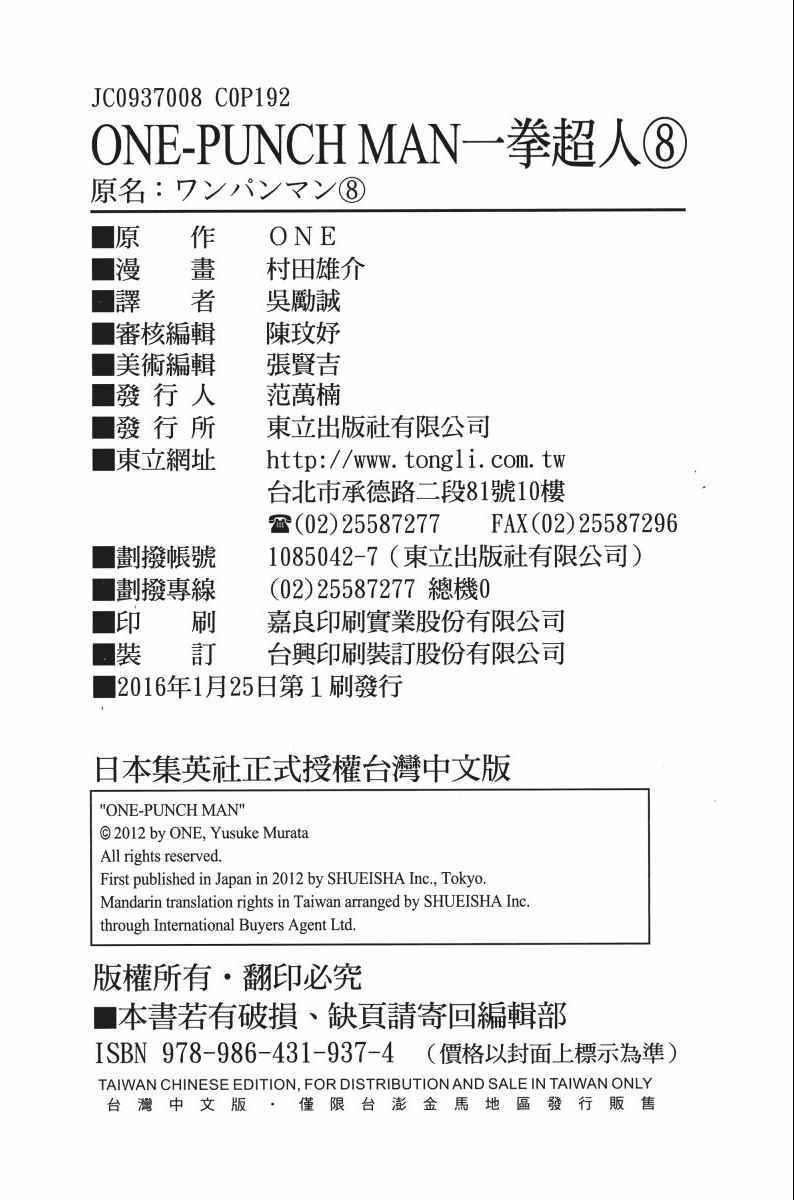 JC0937008 C0P192
ONE-PUNCH MAN一拳超人⑧
原名：ワンパンマン⑧
■原　　作　ＯＮＥ
■漫　　畫　村田雄介
■譯　　者　吳勵誠
■審核編輯　陳玟妤
■美術編輯　張賢吉
■發 行 人　范萬楠
■發 行 所　東立出版社有限公司
■東立網址　http://www.tongli.com.tw
台北市承德路二段81號10樓
☎(02)25587277　FAX(02)25587296
■劃撥帳號　1085042-7（東立出版社有限公司）
■劃撥專線　(02)25587277 總機0
■印　　刷　嘉良印刷實業股份有限公司
■裝　　訂　台興印刷裝訂股份有限公司
■2016年1月25日第１刷發行
日本集英社正式授權台灣中文版
"ONE-PUNCH MAN"
© 2012 by ONE, Yusuke Murata
All rights reserved.
First published in Japan in 2012 by SHUEISHA Inc., Tokyo.
Mandarin translation rights in Taiwan arranged by SHUEISHA Inc.
through International Buyers Agent Ltd.
版權所有・翻印必究
■本書若有破損、缺頁請寄回編輯部
ISBN 978-986-431-937-4 （價格以封面上標示為準）
TAIWAN CHINESE EDITION, FOR DISTRIBUTION AND SALE IN TAIWAN ONLY
台灣中文版・僅限台澎金馬地區發行販售